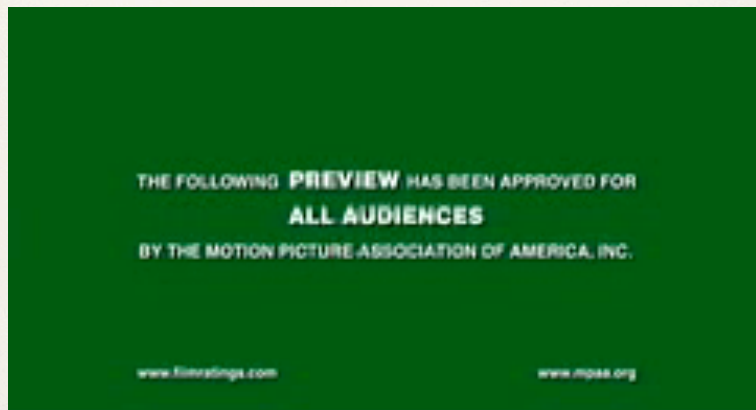 THE FOLLOWING PREVIEW HAS BEEN APPROVED FOR
ALL AUDIENCES
BY THE MOTION PICTURE ASSOCIATION OF AMERICA, INC.
www.filmratings.com www.mpaa.org